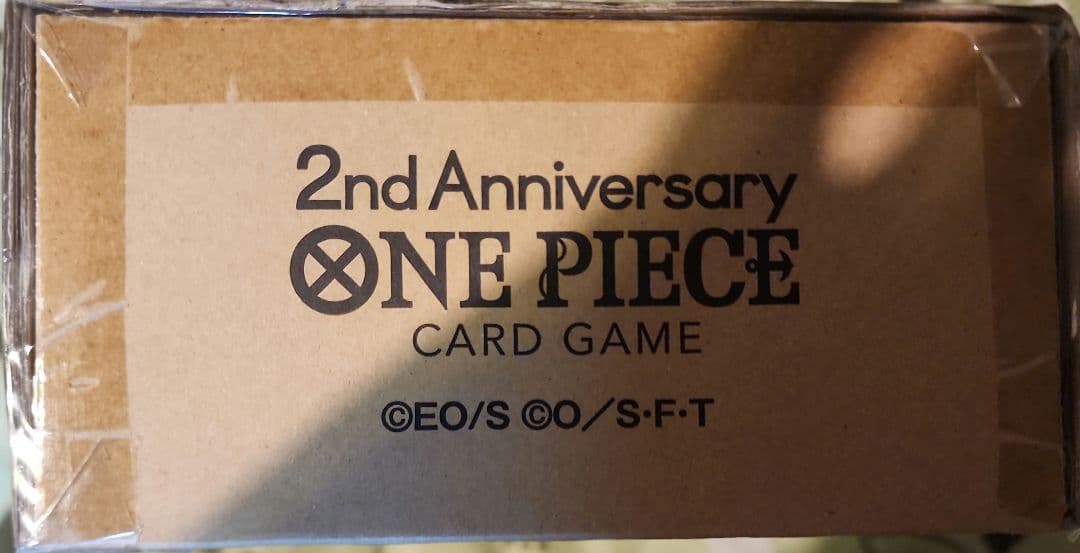 2nd Anniversary
ONE PIECE
CARD GAME
©EO/S ©O/S·F·T